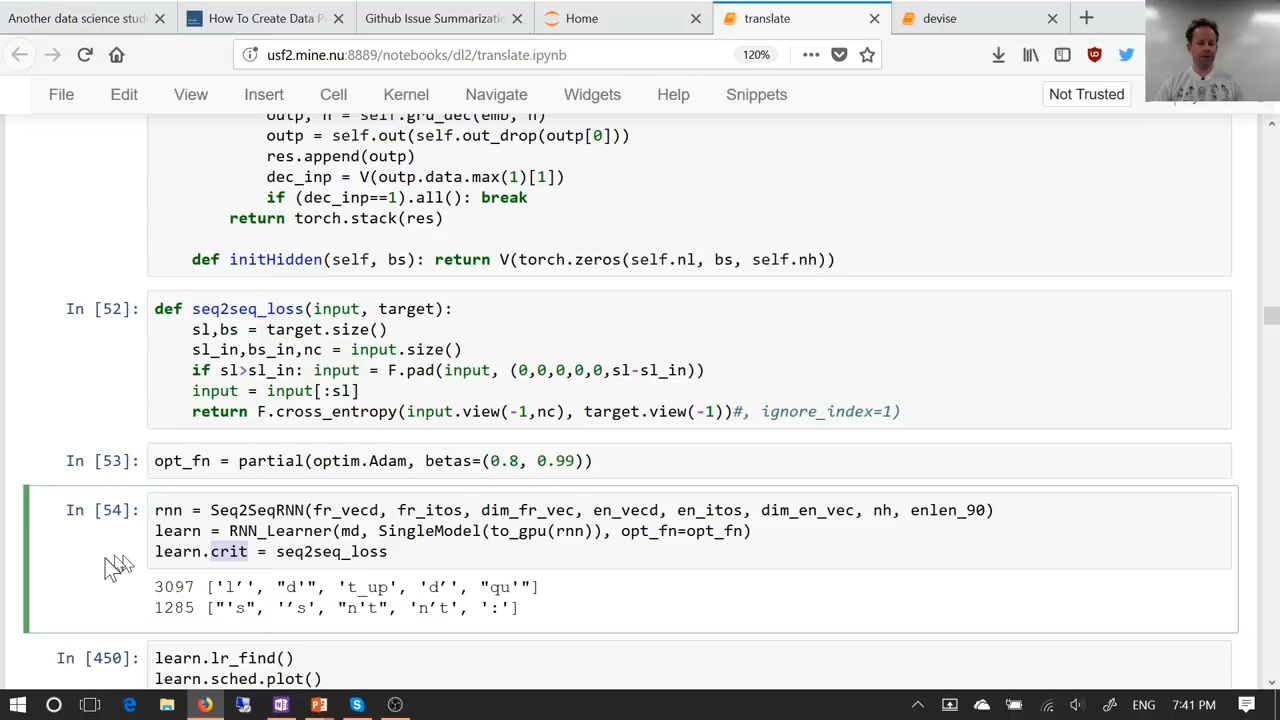 Another data science stud
How To Create Data P
Github Issue Summarizatio
Home
translate
devise
usf2.mine.nu:8889/notebooks/dl2/translate.ipynb
120%
File Edit View Insert Cell Kernel Navigate Widgets Help Snippets
Not Trusted
outp, h = self.gru_dec(emb, h)
outp = self.out(self.out_drop(outp[0]))
res.append(outp)
dec_inp = V(outp.data.max(1)[1])
if (dec_inp==1).all(): break
return torch.stack(res)
def initHidden(self, bs): return V(torch.zeros(self.nl, bs, self.nh))
In [52]: def seq2seq_loss(input, target):
sl,bs = target.size()
sl_in,bs_in,nc = input.size()
if sl>sl_in: input = F.pad(input, (0,0,0,0,0,sl-sl_in))
input = input[:sl]
return F.cross_entropy(input.view(-1,nc), target.view(-1))#, ignore_index=1)
In [53]: opt_fn = partial(optim.Adam, betas=(0.8, 0.99))
In [54]: rnn = Seq2SeqRNN(fr_vecd, fr_itos, dim_fr_vec, en_vecd, en_itos, dim_en_vec, nh, enlen_90)
learn = RNN_Learner(md, SingleModel(to_gpu(rnn)), opt_fn=opt_fn)
learn.crit = seq2seq_loss
3097 ['l’', "d'", 't_up', 'd’', "qu'"]
1285 ["'s", '’s', "n't", 'n’t', ':']
In [450]: learn.lr_find()
learn.sched.plot()
ENG
7:41 PM